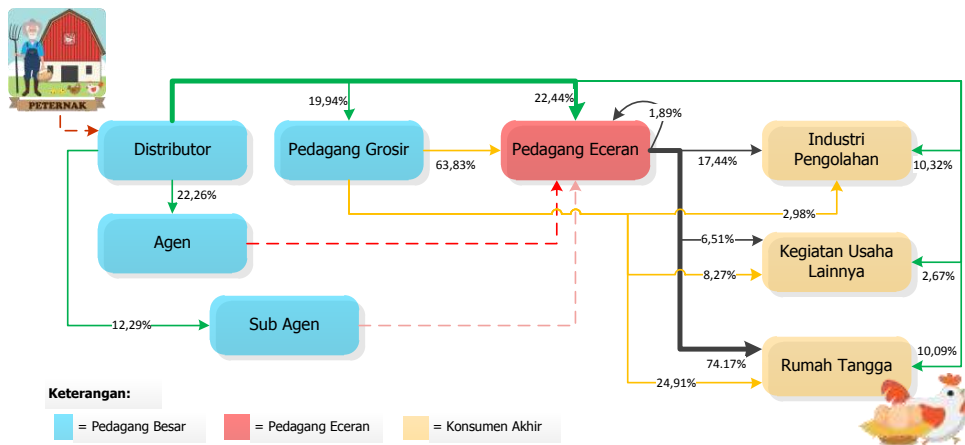 PETERNAK
19,94%
22,44%
1,89%
Distributor
Pedagang Grosir
63,83%
Pedagang Eceran
17,44%
Industri
Pengolahan
10,32%
22,26%
2,98%
Agen
6,51%
Kegiatan Usaha
Lainnya
8,27%
2,67%
12,29%
Sub Agen
74.17%
10,09%
Rumah Tangga
24,91%
Keterangan:
= Pedagang Besar
= Pedagang Eceran
= Konsumen Akhir